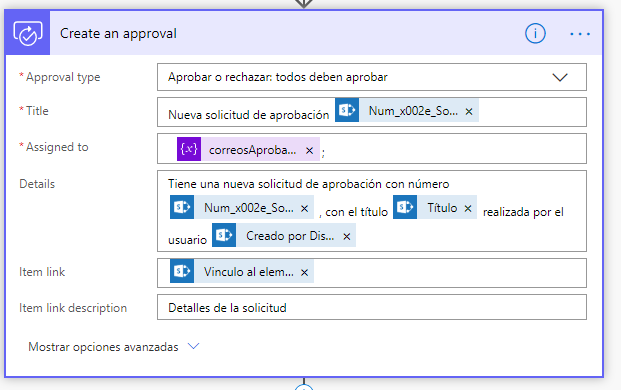 Create an approval
* Approval type
Aprobar o rechazar: todos deben aprobar
* Title
Nueva solicitud de aprobación Num_x002e_So... ×
* Assigned to
{x} correosAproba... × ;
Details
Tiene una nueva solicitud de aprobación con número
Num_x002e_So... × , con el título Título × realizada por el
usuario Creado por Dis... ×
Item link
Vinculo al elem... ×
Item link description
Detalles de la solicitud
Mostrar opciones avanzadas